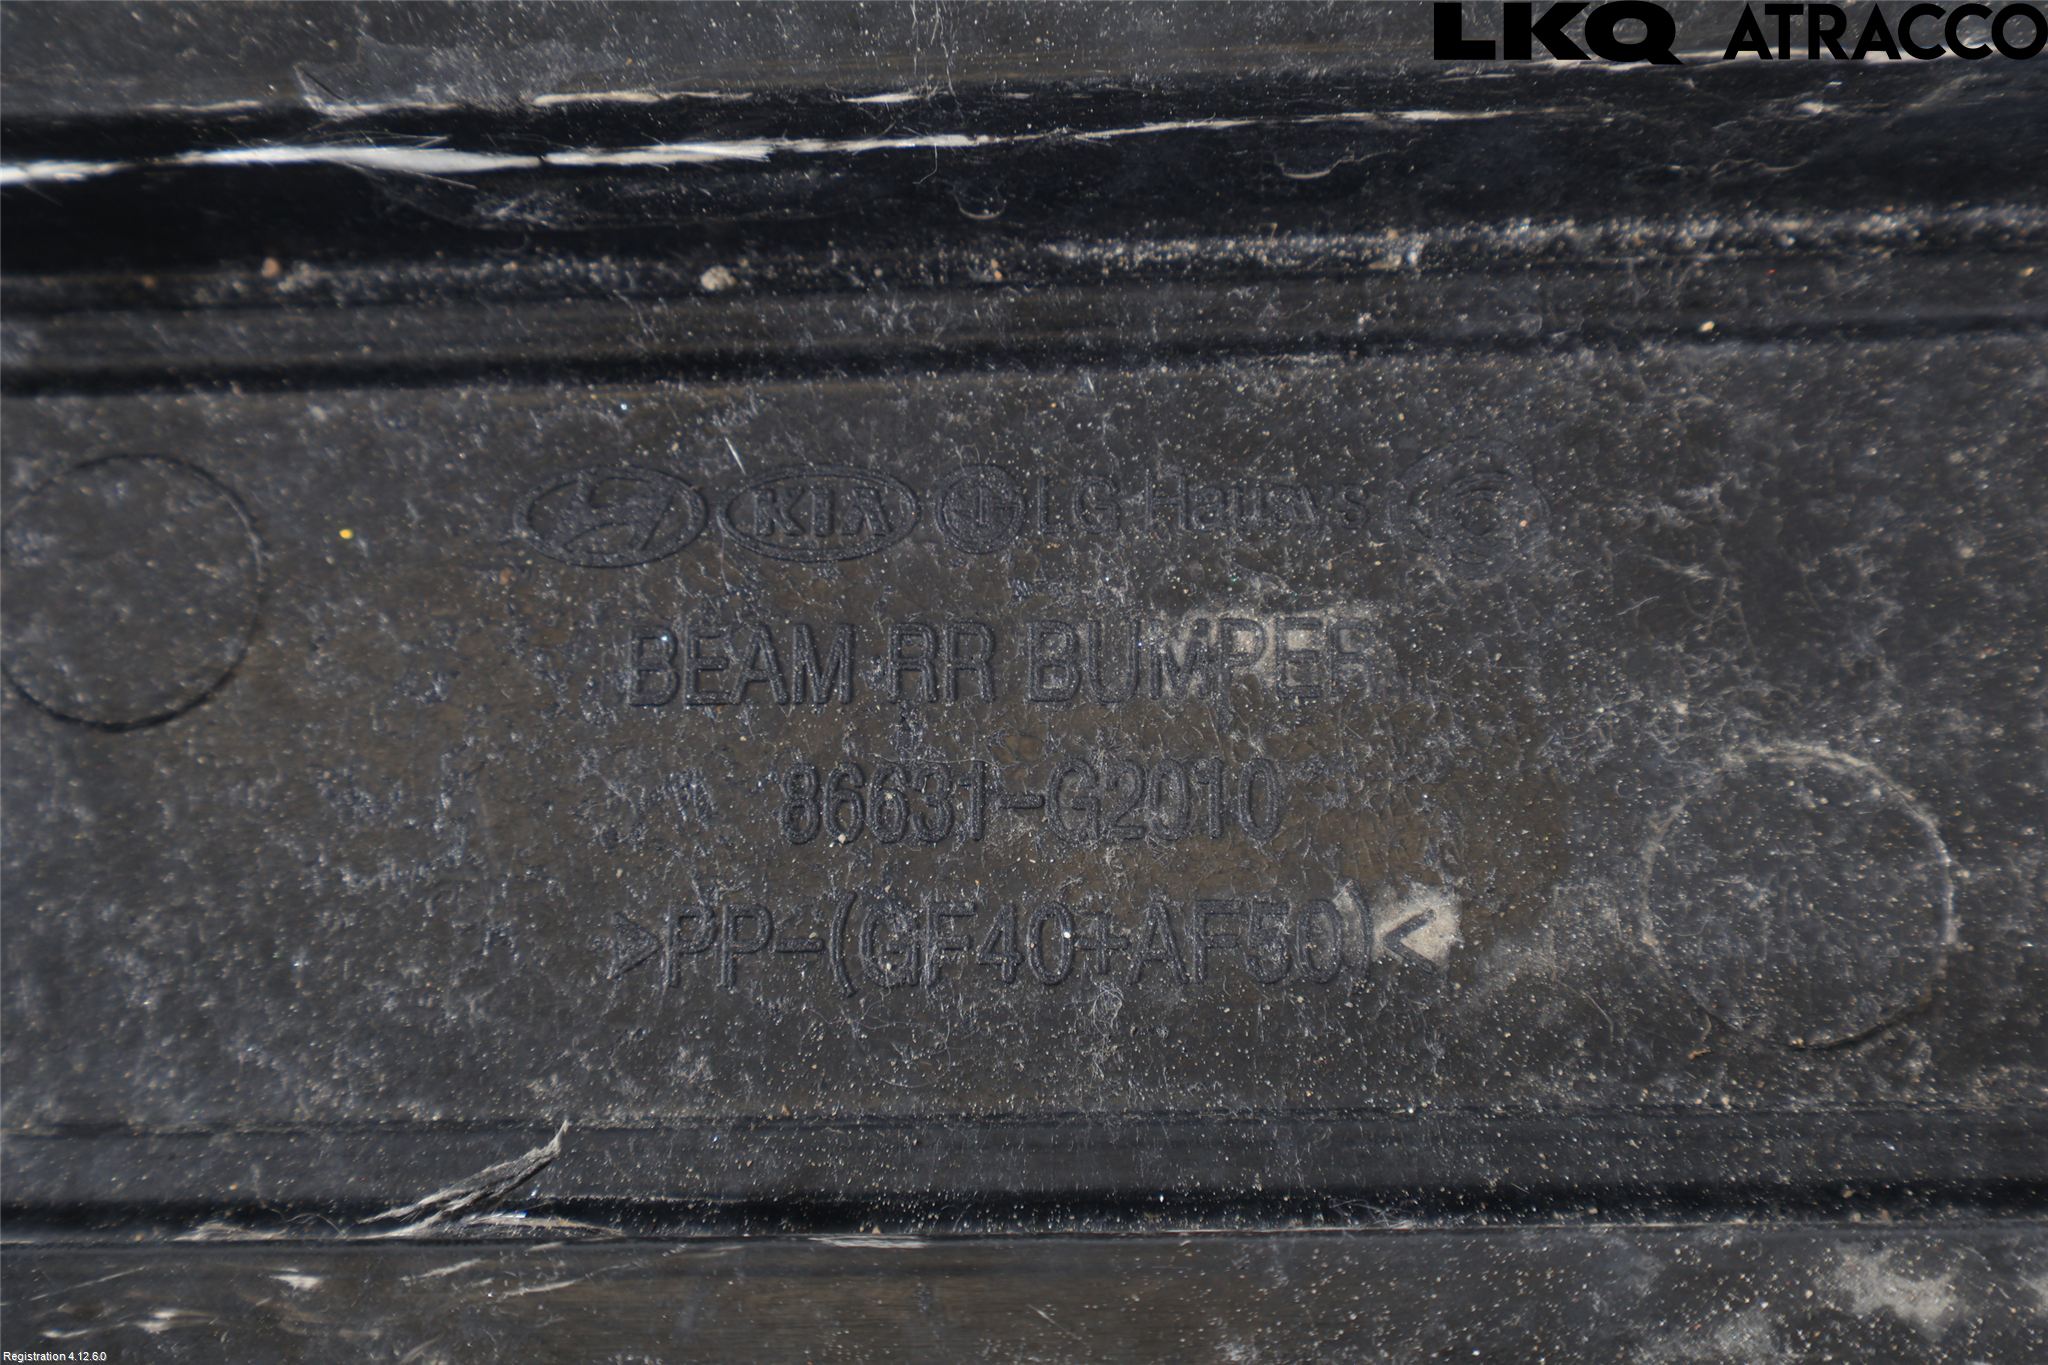 LKQ ATRACCO
KIA LG Hausys
BEAM RR BUMPER
86631-G2010
>PP-(GF40+AF50)<
Registration 4.12.6.0